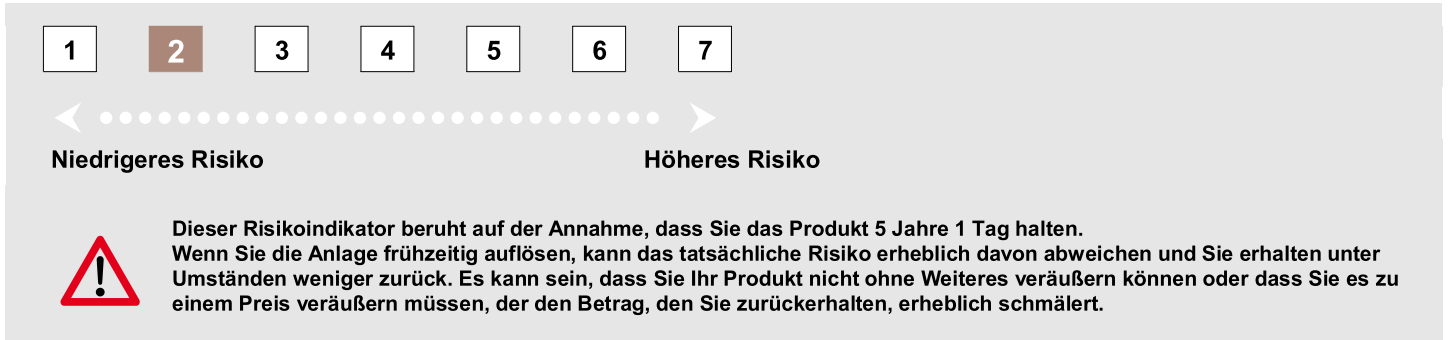 1 2 3 4 5 6 7
Niedrigeres Risiko Höheres Risiko
Dieser Risikoindikator beruht auf der Annahme, dass Sie das Produkt 5 Jahre 1 Tag halten.
Wenn Sie die Anlage frühzeitig auflösen, kann das tatsächliche Risiko erheblich davon abweichen und Sie erhalten unter
Umständen weniger zurück. Es kann sein, dass Sie Ihr Produkt nicht ohne Weiteres veräußern können oder dass Sie es zu
einem Preis veräußern müssen, der den Betrag, den Sie zurückerhalten, erheblich schmälert.